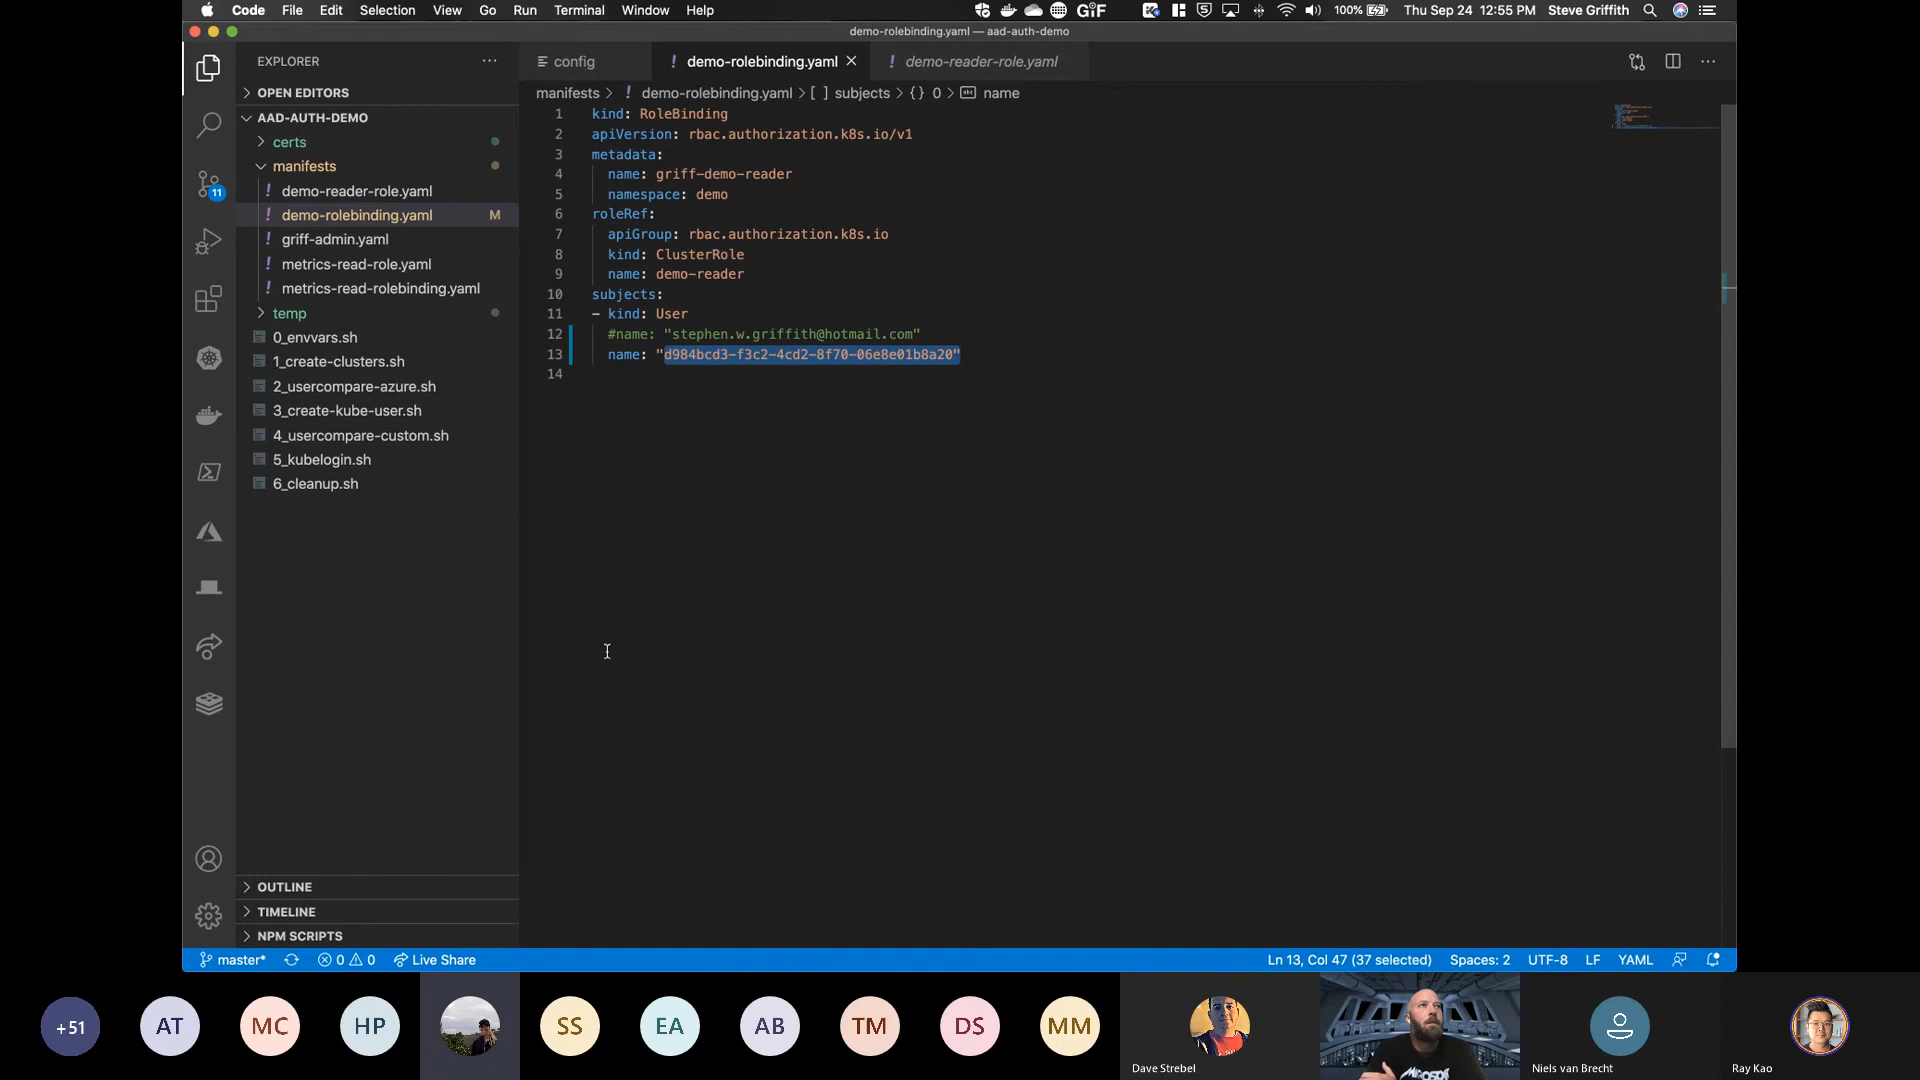 Code File Edit Selection View Go Run Terminal Window Help
GIF 100% Thu Sep 24 12:55 PM Steve Griffith
demo-rolebinding.yaml — aad-auth-demo
EXPLORER
OPEN EDITORS
AAD-AUTH-DEMO
certs
manifests
demo-reader-role.yaml
demo-rolebinding.yaml M
griff-admin.yaml
metrics-read-role.yaml
metrics-read-rolebinding.yaml
temp
0_envvars.sh
1_create-clusters.sh
2_usercompare-azure.sh
3_create-kube-user.sh
4_usercompare-custom.sh
5_kubelogin.sh
6_cleanup.sh
OUTLINE
TIMELINE
NPM SCRIPTS
11
config
demo-rolebinding.yaml
demo-reader-role.yaml
manifests > ! demo-rolebinding.yaml > [ ] subjects > {} 0 > name
1 kind: RoleBinding
2 apiVersion: rbac.authorization.k8s.io/v1
3 metadata:
4 name: griff-demo-reader
5 namespace: demo
6 roleRef:
7 apiGroup: rbac.authorization.k8s.io
8 kind: ClusterRole
9 name: demo-reader
10 subjects:
11 - kind: User
12 #name: "stephen.w.griffith@hotmail.com"
13 name: "d984bcd3-f3c2-4cd2-8f70-06e8e01b8a20"
14
master* 0 0 Live Share
Ln 13, Col 47 (37 selected) Spaces: 2 UTF-8 LF YAML
+51 AT MC HP SS EA AB TM DS MM
Dave Strebel
Niels van Brecht
Ray Kao